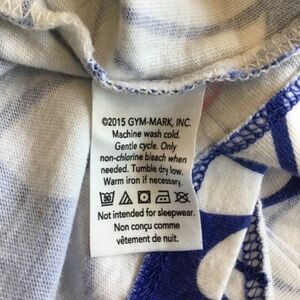 ©2015 GYM-MARK, INC.
Machine wash cold.
Gentle cycle. Only
non-chlorine bleach when
needed. Tumble dry low.
Warm iron if necessary.
Not intended for sleepwear.
Non conçu comme
vêtement de nuit.